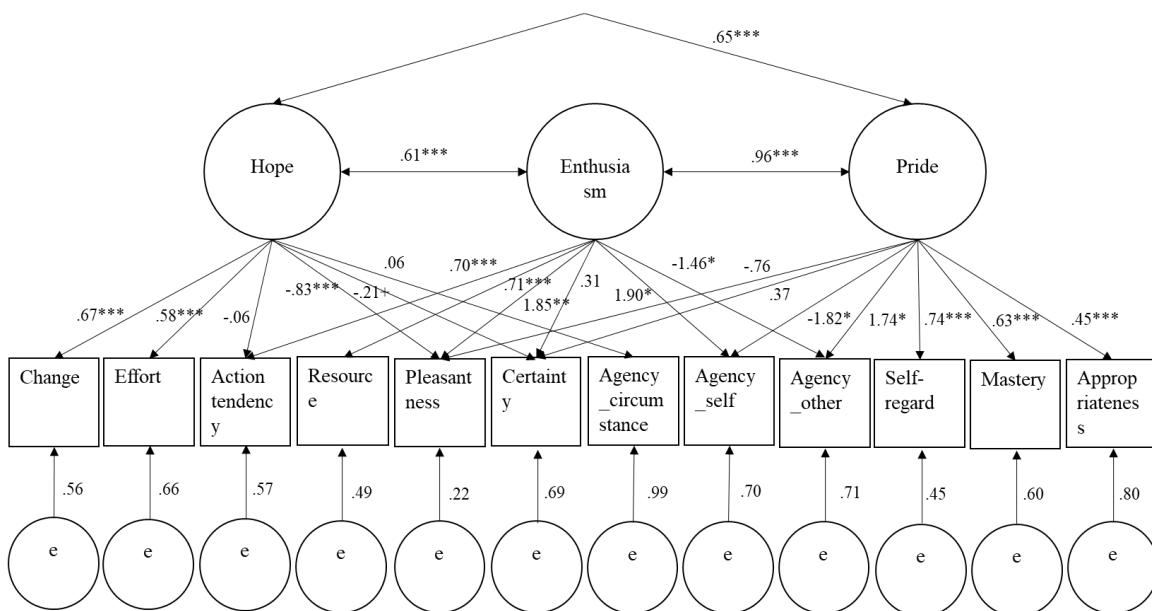 .65***
Hope
.61***
Enthusia
sm
.96***
Pride
.67***
.58***
-.06
-.83***
-.21+
.06
.70***
.71***
1.85**
.31
1.90*
-1.46*
-.76
.37
-1.82*
1.74*
.74***
.63***
.45***
Change
Effort
Action
tendenc
y
Resourc
e
Pleasant
ness
Certaint
y
Agency
_circum
stance
Agency
_self
Agency
_other
Self-
regard
Mastery
Approp
riatenes
s
.56
.66
.57
.49
.22
.69
.99
.70
.71
.45
.60
.80
e
e
e
e
e
e
e
e
e
e
e
e